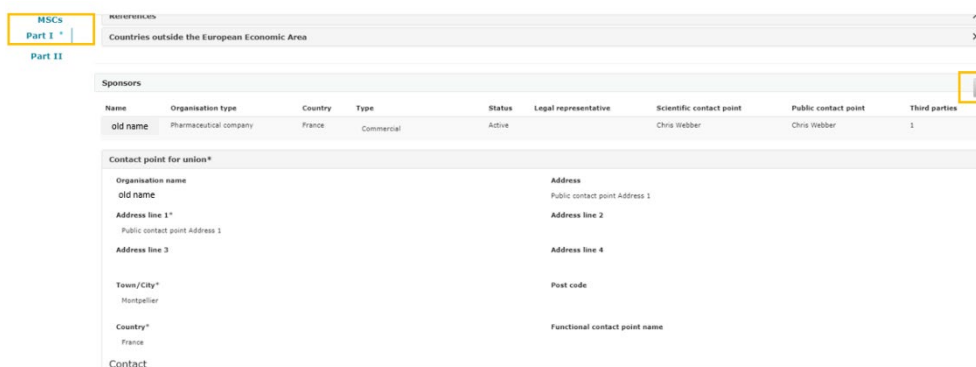 MSCs
Part I *
Part II
References
Countries outside the European Economic Area
Sponsors
Name Organisation type Country Type Status Legal representative Scientific contact point Public contact point Third parties
old name Pharmaceutical company France Commercial Active Chris Webber Chris Webber 1
Contact point for union*
Organisation name Address
old name Public contact point Address 1
Address line 1* Address line 2
Public contact point Address 1
Address line 3 Address line 4
Town/City* Post code
Montpellier
Country* Functional contact point name
France
Contact